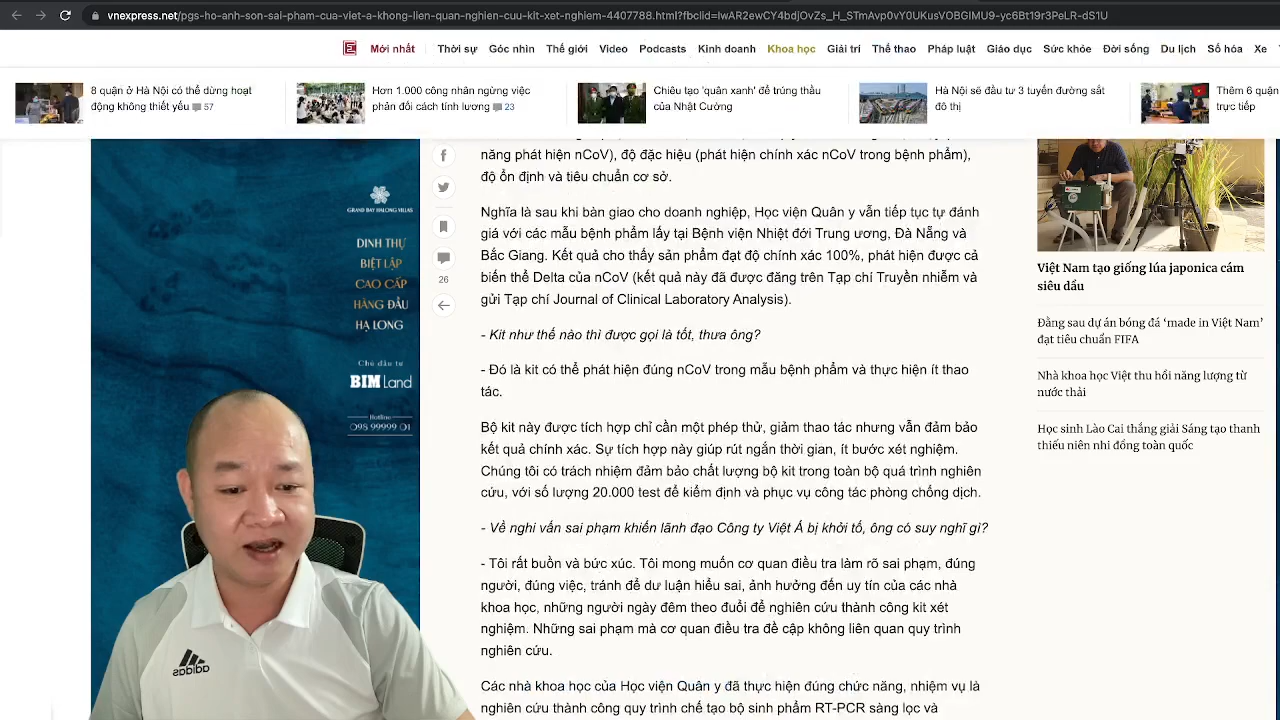 vnexpress.net/pgs-ho-anh-son-sai-pham-cua-viet-a-khong-lien-quan-nghien-cuu-kit-xet-nghiem-4407788.html?fbclid=IwAR2ewCY4bdjOvZs_H_STmAvp0vY0UKusVOBGIMU9-yc6Bt19r3PeLR-dS1U
Mới nhất Thời sự Góc nhìn Thế giới Video Podcasts Kinh doanh Khoa học Giải trí Thể thao Pháp luật Giáo dục Sức khỏe Đời sống Du lịch Số hóa Xe
8 quận ở Hà Nội có thể dừng hoạt
động không thiết yếu 57
Hơn 1.000 công nhân ngừng việc
phản đối cách tính lương 23
Chiêu tạo 'quân xanh' để trúng thầu
của Nhật Cường
Hà Nội sẽ đầu tư 3 tuyến đường sắt
đô thị
Thêm 6 quận
trực tiếp
GRAND BAY HALONG VILLAS
DINH THỰ
BIỆT LẬP
CAO CẤP
HÀNG ĐẦU
HẠ LONG
Chủ đầu tư
BIM Land
Hotline
098 99999 01
26
năng phát hiện nCoV), độ đặc hiệu (phát hiện chính xác nCoV trong bệnh phẩm),
độ ổn định và tiêu chuẩn cơ sở.
Nghĩa là sau khi bàn giao cho doanh nghiệp, Học viện Quân y vẫn tiếp tục tự đánh
giá với các mẫu bệnh phẩm lấy tại Bệnh viện Nhiệt đới Trung ương, Đà Nẵng và
Bắc Giang. Kết quả cho thấy sản phẩm đạt độ chính xác 100%, phát hiện được cả
biến thể Delta của nCoV (kết quả này đã được đăng trên Tạp chí Truyền nhiễm và
gửi Tạp chí Journal of Clinical Laboratory Analysis).
- Kit như thế nào thì được gọi là tốt, thưa ông?
- Đó là kit có thể phát hiện đúng nCoV trong mẫu bệnh phẩm và thực hiện ít thao
tác.
Bộ kit này được tích hợp chỉ cần một phép thử, giảm thao tác nhưng vẫn đảm bảo
kết quả chính xác. Sự tích hợp này giúp rút ngắn thời gian, ít bước xét nghiệm.
Chúng tôi có trách nhiệm đảm bảo chất lượng bộ kit trong toàn bộ quá trình nghiên
cứu, với số lượng 20.000 test để kiểm định và phục vụ công tác phòng chống dịch.
- Về nghi vấn sai phạm khiến lãnh đạo Công ty Việt Á bị khởi tố, ông có suy nghĩ gì?
- Tôi rất buồn và bức xúc. Tôi mong muốn cơ quan điều tra làm rõ sai phạm, đúng
người, đúng việc, tránh để dư luận hiểu sai, ảnh hưởng đến uy tín của các nhà
khoa học, những người ngày đêm theo đuổi để nghiên cứu thành công kit xét
nghiệm. Những sai phạm mà cơ quan điều tra đề cập không liên quan quy trình
nghiên cứu.
Các nhà khoa học của Học viện Quân y đã thực hiện đúng chức năng, nhiệm vụ là
nghiên cứu thành công quy trình chế tạo bộ sinh phẩm RT-PCR sàng lọc và
Việt Nam tạo giống lúa japonica cám
siêu dầu
Đằng sau dự án bóng đá 'made in Việt Nam'
đạt tiêu chuẩn FIFA
Nhà khoa học Việt thu hồi năng lượng từ
nước thải
Học sinh Lào Cai thắng giải Sáng tạo thanh
thiếu niên nhi đồng toàn quốc
adidas